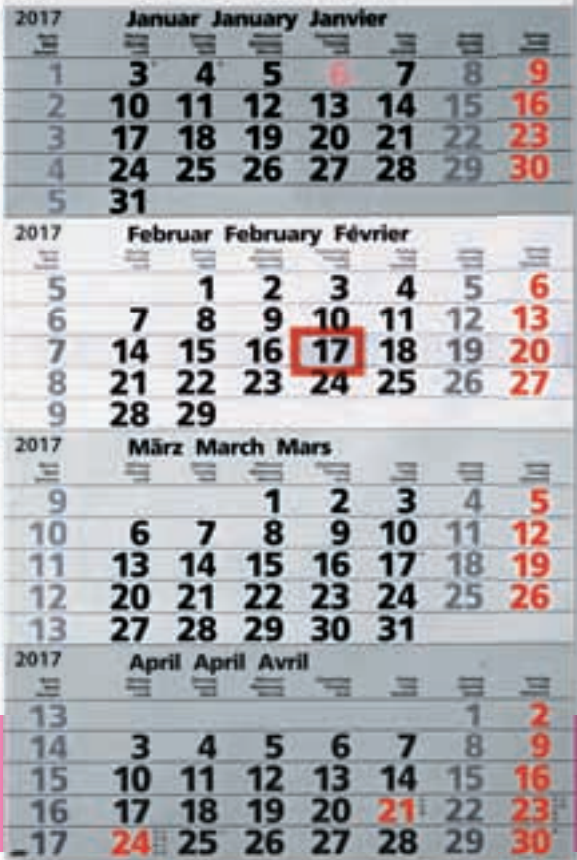 2017 Januar January Janvier
1 3 4 5 6 7 8 9
2 10 11 12 13 14 15 16
3 17 18 19 20 21 22 23
4 24 25 26 27 28 29 30
5 31
2017 Februar February Février
5 1 2 3 4 5 6
6 7 8 9 10 11 12 13
7 14 15 16 17 18 19 20
8 21 22 23 24 25 26 27
9 28 29
2017 März March Mars
9 1 2 3 4 5
10 6 7 8 9 10 11 12
11 13 14 15 16 17 18 19
12 20 21 22 23 24 25 26
13 27 28 29 30 31
2017 April April Avril
13 1 2
14 3 4 5 6 7 8 9
15 10 11 12 13 14 15 16
16 17 18 19 20 21 22 23
17 24 25 26 27 28 29 30